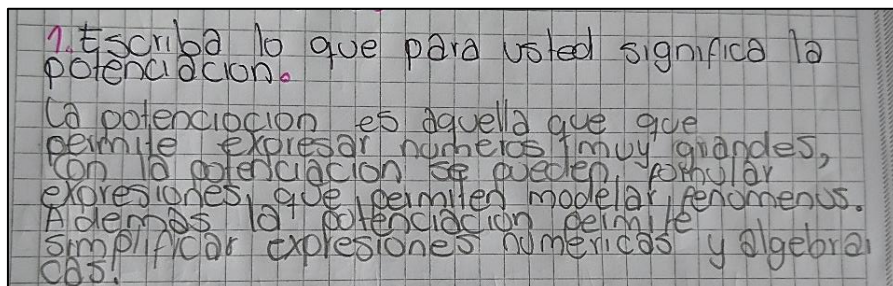 1. Escriba lo que para usted significa la
potenciacion.
La potenciacion es aquella que que
permite expresar numeros muy grandes,
con la potenciacion se pueden formular
expresiones que permiten modelar fenomenus.
Ademas la potenciacion permite
simplificar expresiones numericas y algebrai
cas.